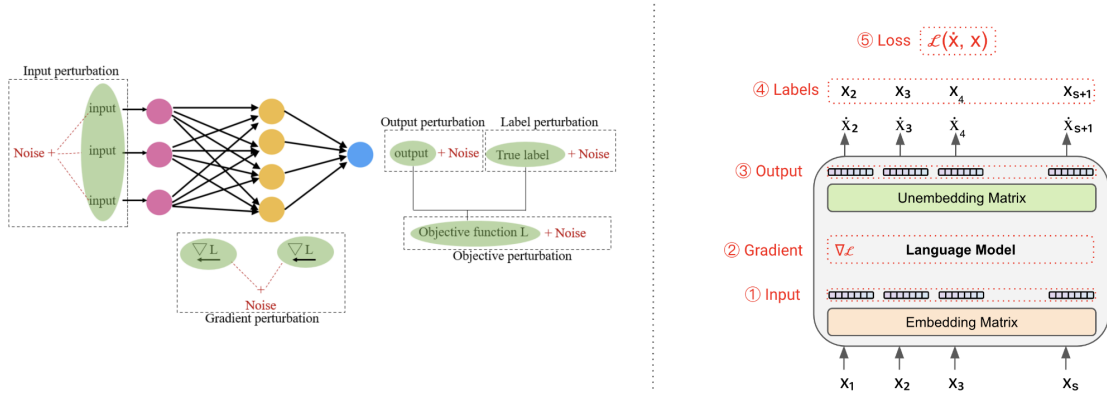 Input perturbation
input
Noise +
input
input
Output perturbation
output + Noise
Label perturbation
True label + Noise
Objective function L + Noise
Objective perturbation
▽L
▽L
+
Noise
Gradient perturbation
⑤ Loss ℒ(ẋ, x)
④ Labels x2 x3 x4 xs+1
ẋ2 ẋ3 ẋ4 ẋs+1
③ Output
Unembedding Matrix
② Gradient ∇ℒ Language Model
① Input
Embedding Matrix
x1 x2 x3 xs